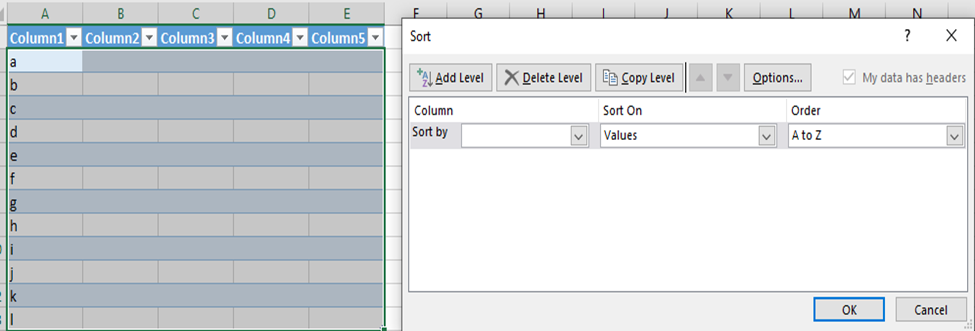 A B C D E F G H I J K L M N
Column1 Column2 Column3 Column4 Column5
a
b
c
d
e
f
g
h
i
j
k
l
Sort ?
Add Level Delete Level Copy Level Options... My data has headers
Column Sort On Order
Sort by Values A to Z
OK Cancel